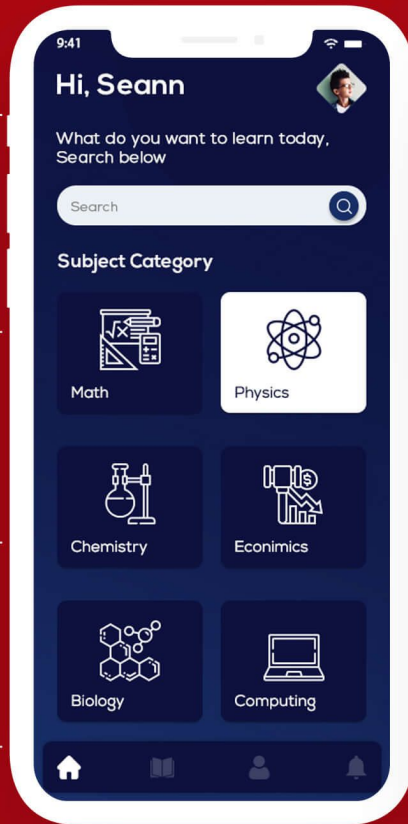 9:41
Hi, Seann
What do you want to learn today,
Search below
Search
Subject Category
Math
Physics
Chemistry
Econimics
Biology
Computing